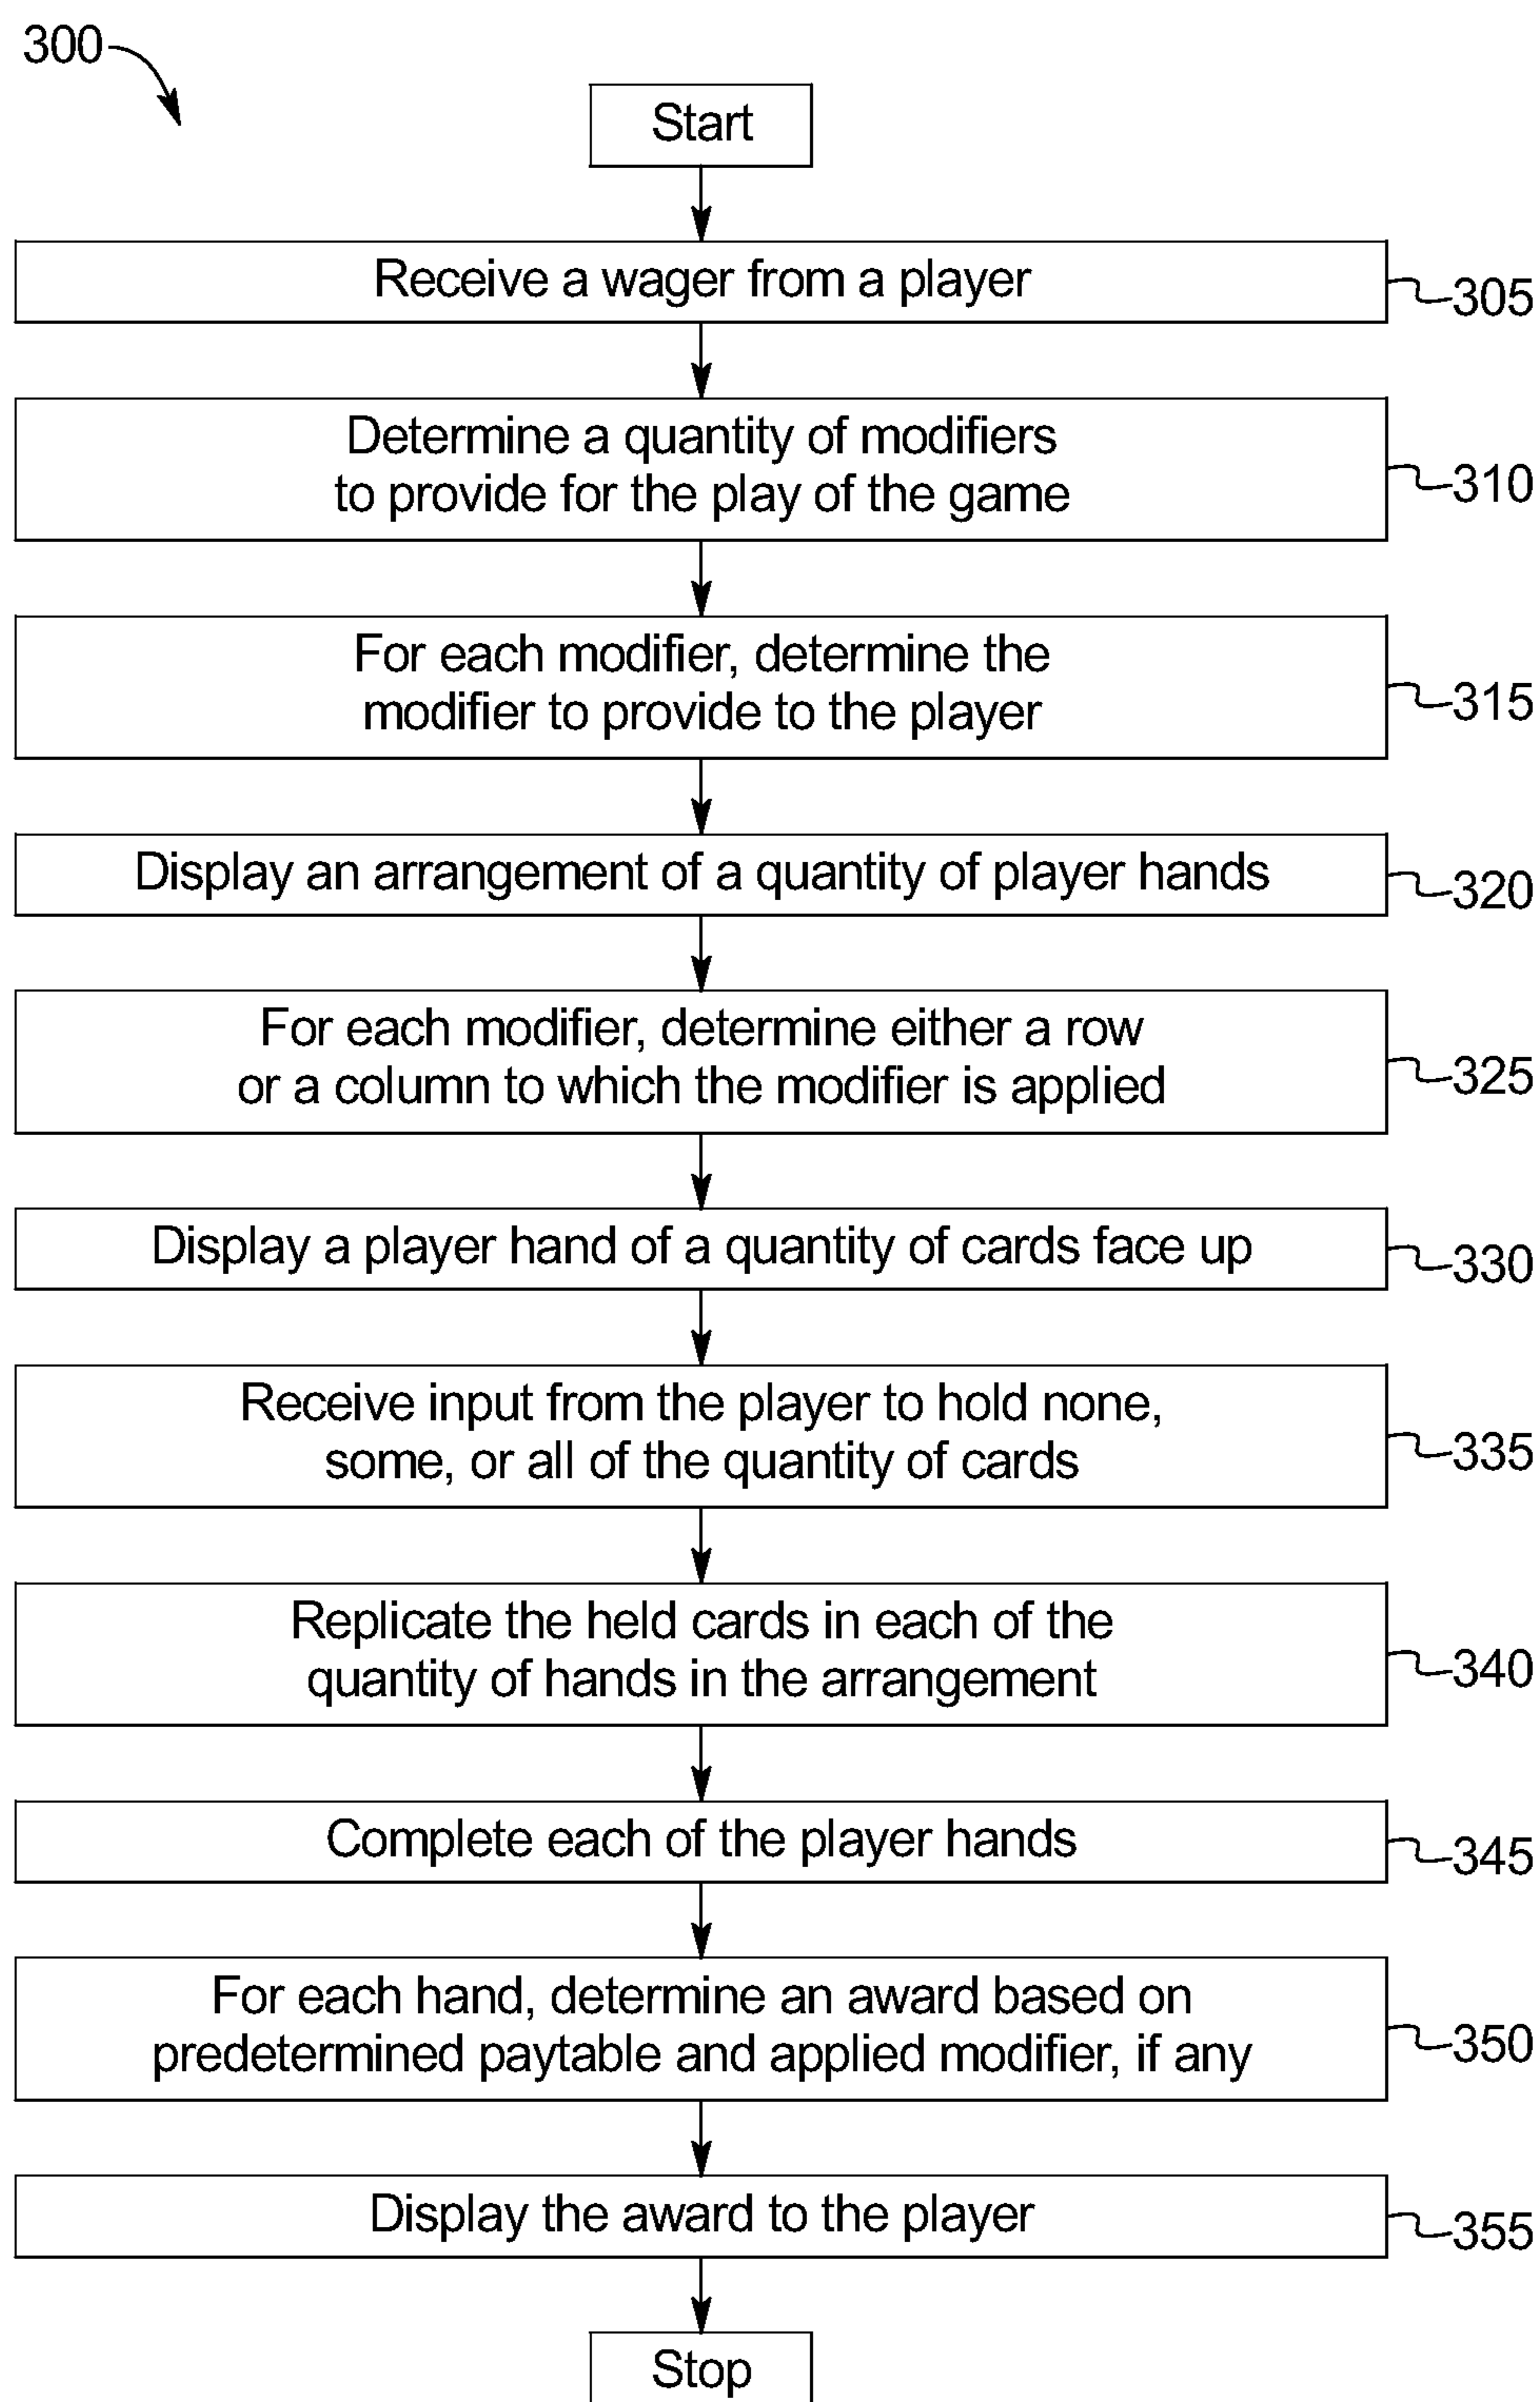 300
Start
Receive a wager from a player
305
Determine a quantity of modifiers
to provide for the play of the game
310
For each modifier, determine the
modifier to provide to the player
315
Display an arrangement of a quantity of player hands
320
For each modifier, determine either a row
or a column to which the modifier is applied
325
Display a player hand of a quantity of cards face up
330
Receive input from the player to hold none,
some, or all of the quantity of cards
335
Replicate the held cards in each of the
quantity of hands in the arrangement
340
Complete each of the player hands
345
For each hand, determine an award based on
predetermined paytable and applied modifier, if any
350
Display the award to the player
355
Stop